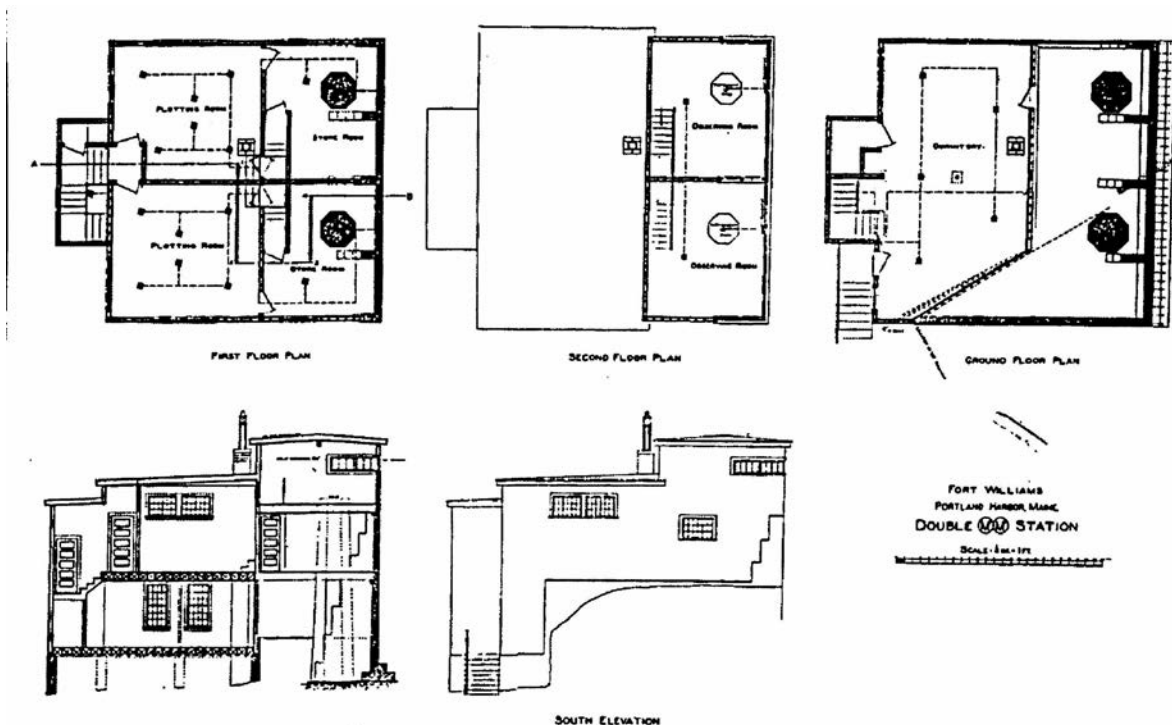 PLOTTING ROOM
STORE ROOM
A
B
PLOTTING ROOM
STORE ROOM
FIRST FLOOR PLAN
OBSERVING ROOM
OBSERVING ROOM
SECOND FLOOR PLAN
DORMITORY.
GROUND FLOOR PLAN
FORT WILLIAMS
PORTLAND HARBOR, MAINE
DOUBLE M M STATION
SOUTH ELEVATION